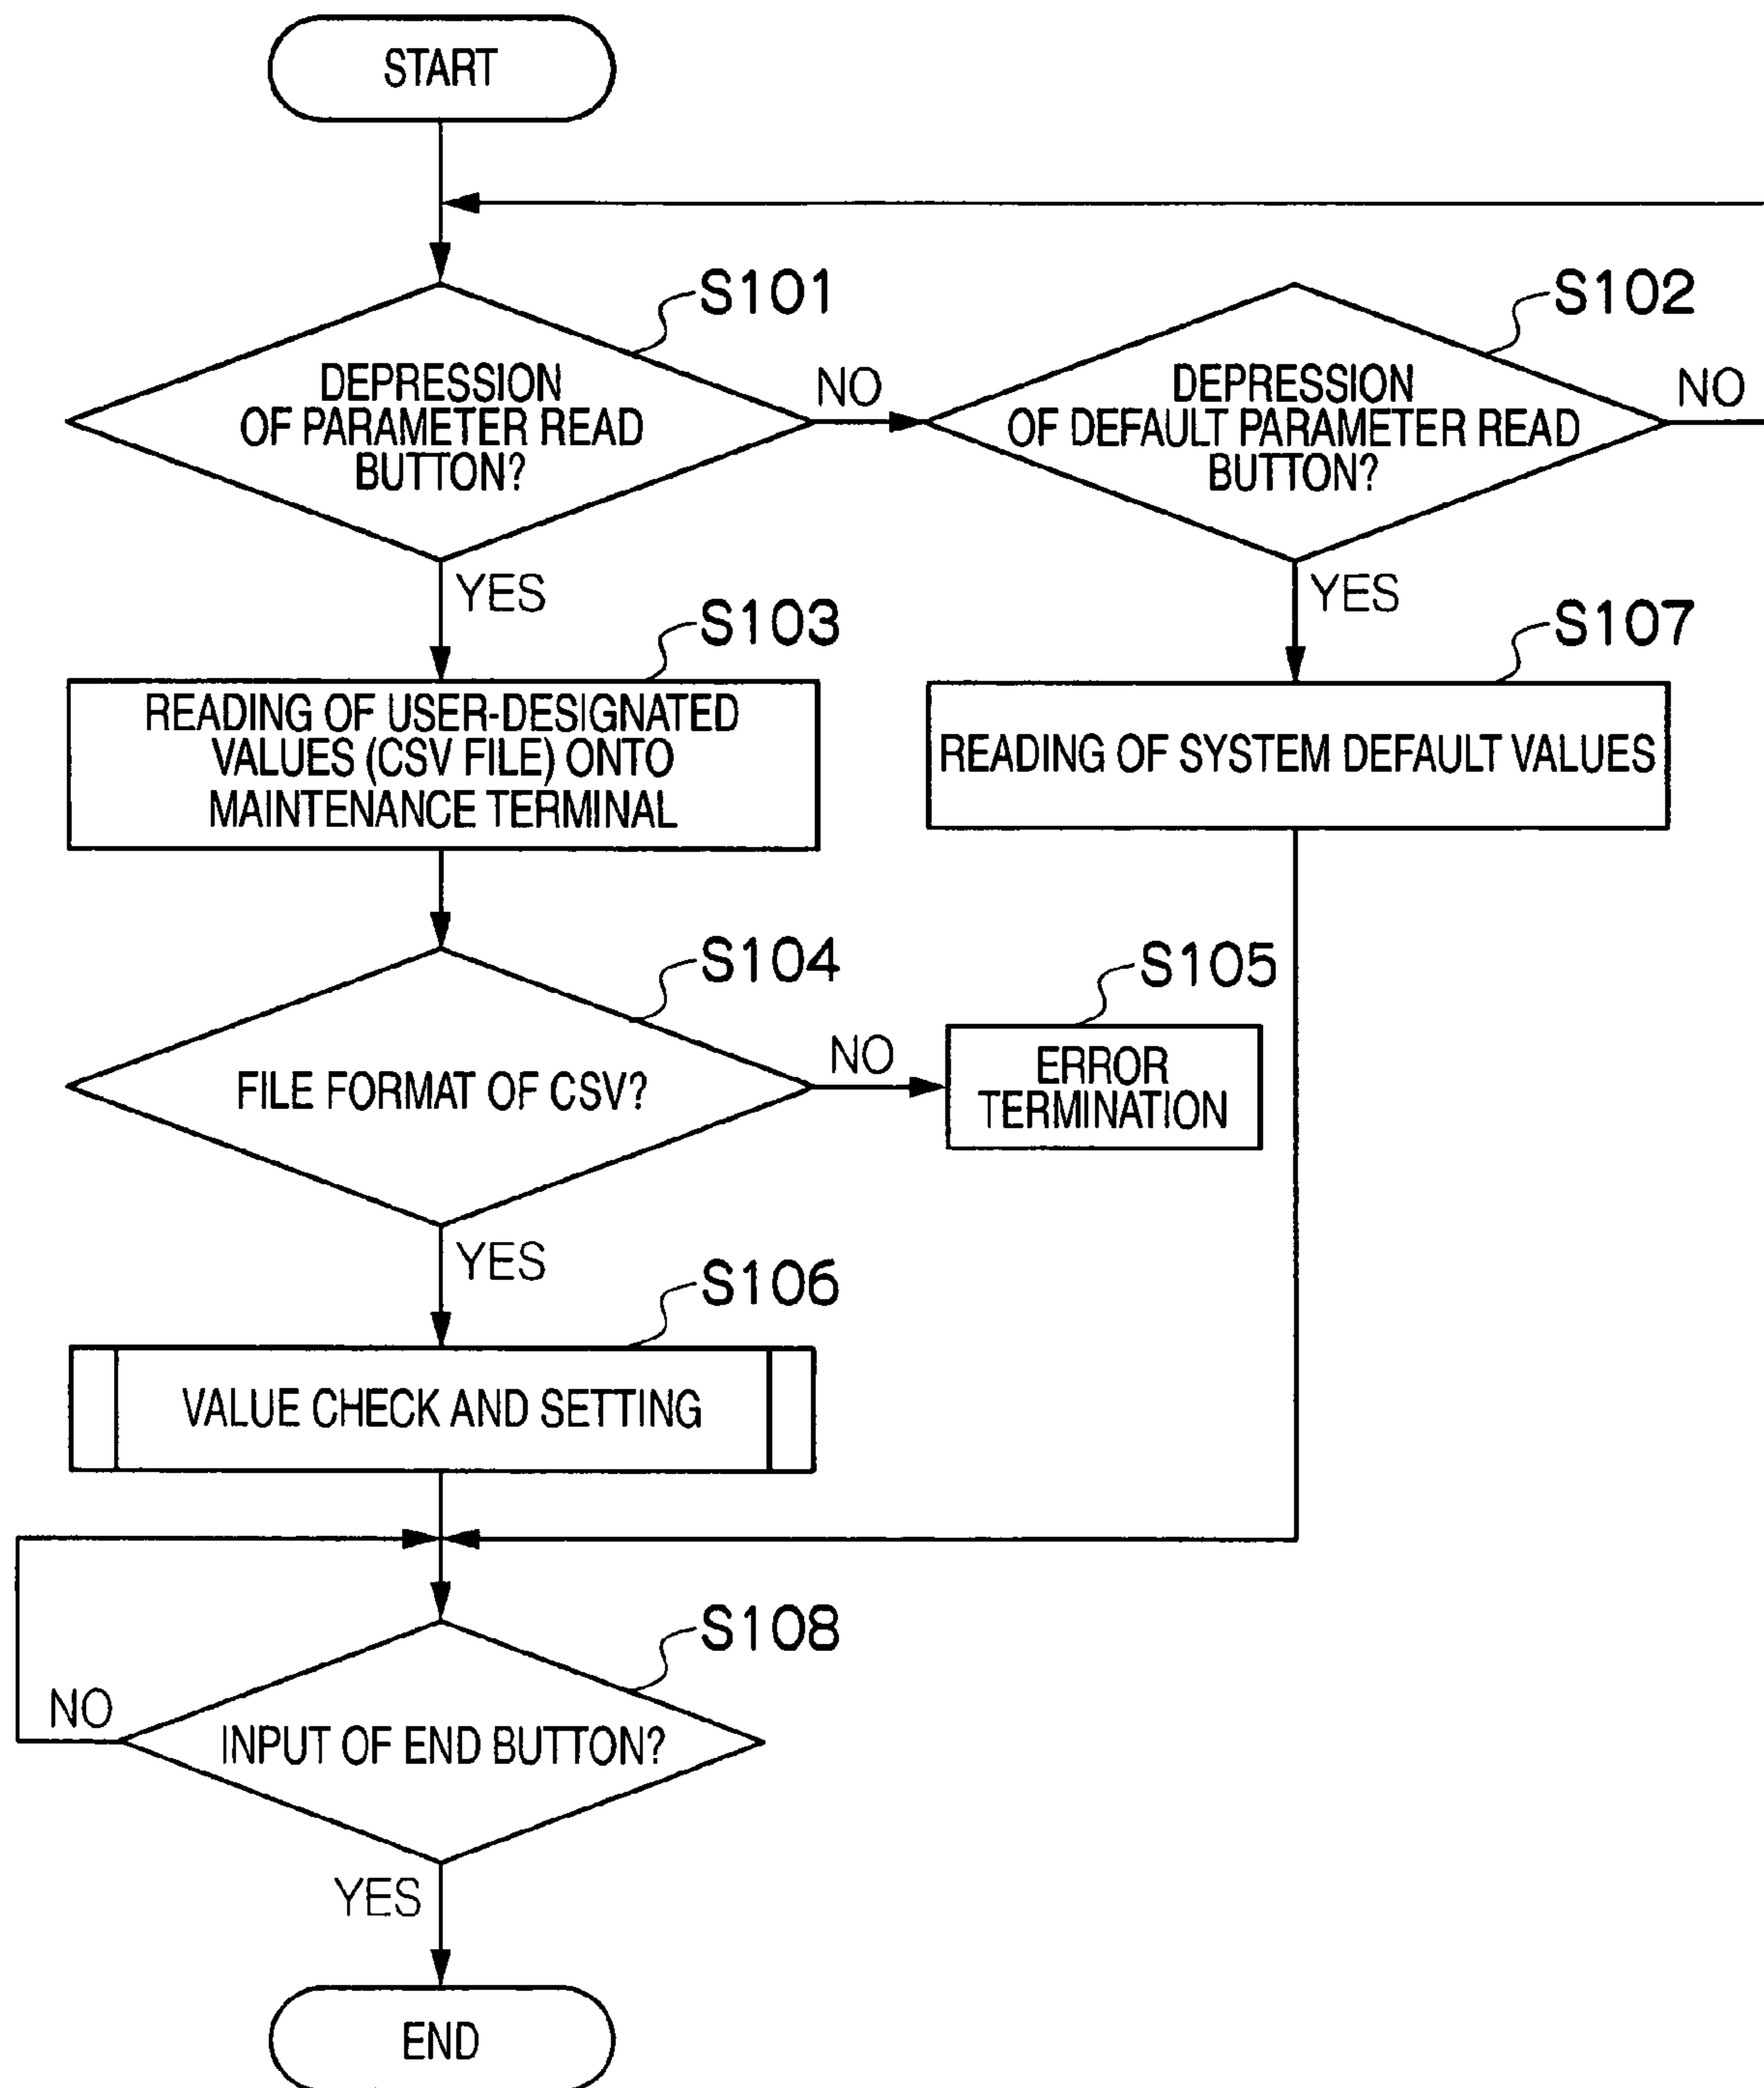 START
S101
DEPRESSION
OF PARAMETER READ
BUTTON?
NO
S102
DEPRESSION
OF DEFAULT PARAMETER READ
BUTTON?
NO
YES
YES
S103
READING OF USER-DESIGNATED
VALUES (CSV FILE) ONTO
MAINTENANCE TERMINAL
S107
READING OF SYSTEM DEFAULT VALUES
S104
FILE FORMAT OF CSV?
NO
S105
ERROR
TERMINATION
YES
S106
VALUE CHECK AND SETTING
S108
INPUT OF END BUTTON?
NO
YES
END